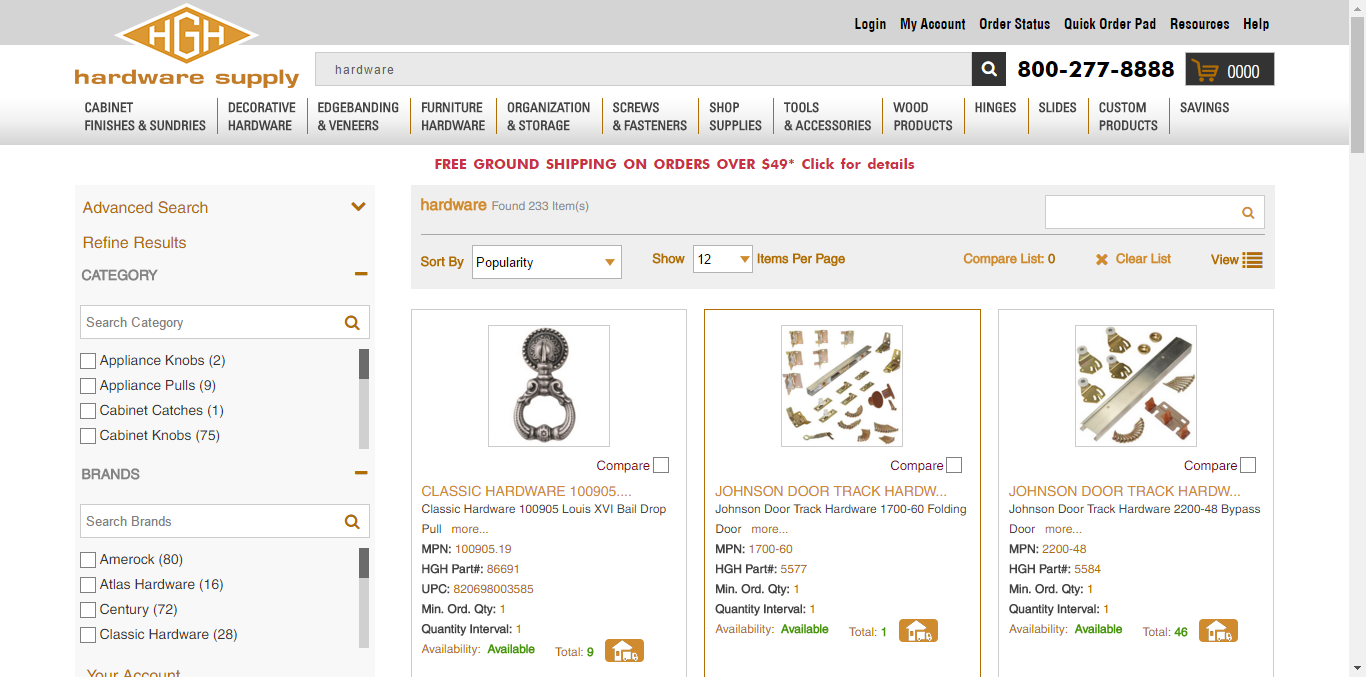 Login My Account Order Status Quick Order Pad Resources Help
HGH
hardware supply
hardware
800-277-8888
0000
CABINET
FINISHES & SUNDRIES
DECORATIVE
HARDWARE
EDGEBANDING
& VENEERS
FURNITURE
HARDWARE
ORGANIZATION
& STORAGE
SCREWS
& FASTENERS
SHOP
SUPPLIES
TOOLS
& ACCESSORIES
WOOD
PRODUCTS
HINGES
SLIDES
CUSTOM
PRODUCTS
SAVINGS
FREE GROUND SHIPPING ON ORDERS OVER $49* Click for details
Advanced Search
Refine Results
CATEGORY
Search Category
Appliance Knobs (2)
Appliance Pulls (9)
Cabinet Catches (1)
Cabinet Knobs (75)
BRANDS
Search Brands
Amerock (80)
Atlas Hardware (16)
Century (72)
Classic Hardware (28)
Your Account
hardware Found 233 Item(s)
Sort By Popularity Show 12 Items Per Page Compare List: 0 Clear List View
Compare
CLASSIC HARDWARE 100905....
Classic Hardware 100905 Louis XVI Bail Drop
Pull more...
MPN: 100905.19
HGH Part#: 86691
UPC: 820698003585
Min. Ord. Qty: 1
Quantity Interval: 1
Availability: Available Total: 9
Compare
JOHNSON DOOR TRACK HARDW...
Johnson Door Track Hardware 1700-60 Folding
Door more...
MPN: 1700-60
HGH Part#: 5577
Min. Ord. Qty: 1
Quantity Interval: 1
Availability: Available Total: 1
Compare
JOHNSON DOOR TRACK HARDW...
Johnson Door Track Hardware 2200-48 Bypass
Door more...
MPN: 2200-48
HGH Part#: 5584
Min. Ord. Qty: 1
Quantity Interval: 1
Availability: Available Total: 46